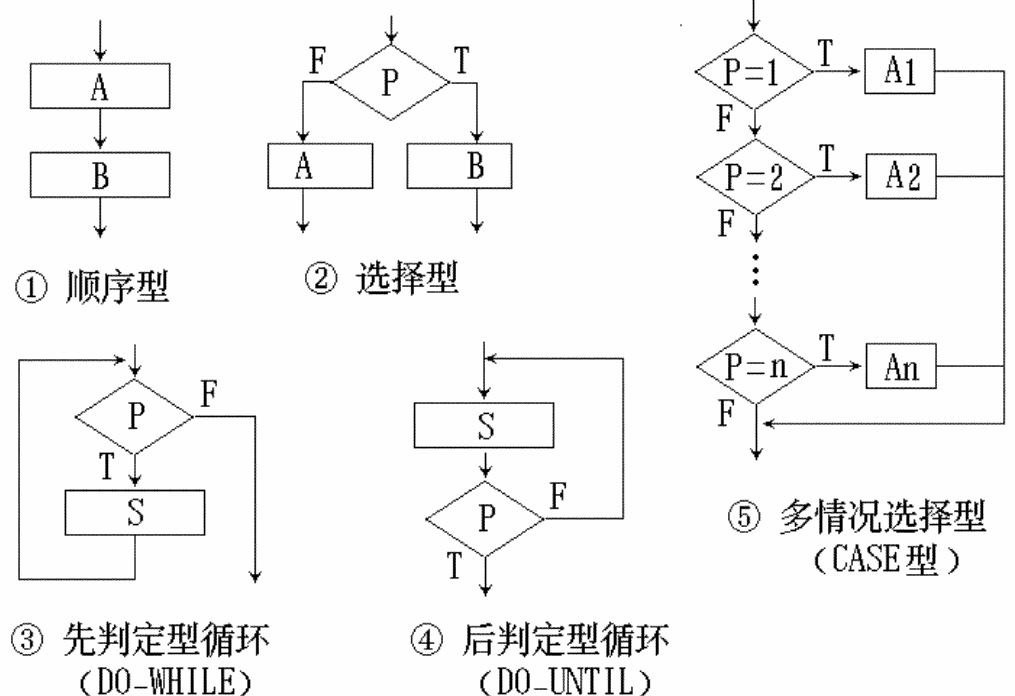 A
B
① 顺序型
F
P
T
A
B
② 选择型
P
F
T
S
③ 先判定型循环
(DO-WHILE)
S
P
F
T
④ 后判定型循环
(DO-UNTIL)
P=1
T
A1
F
P=2
T
A2
F
⋮
P=n
T
An
F
⑤ 多情况选择型
(CASE型)